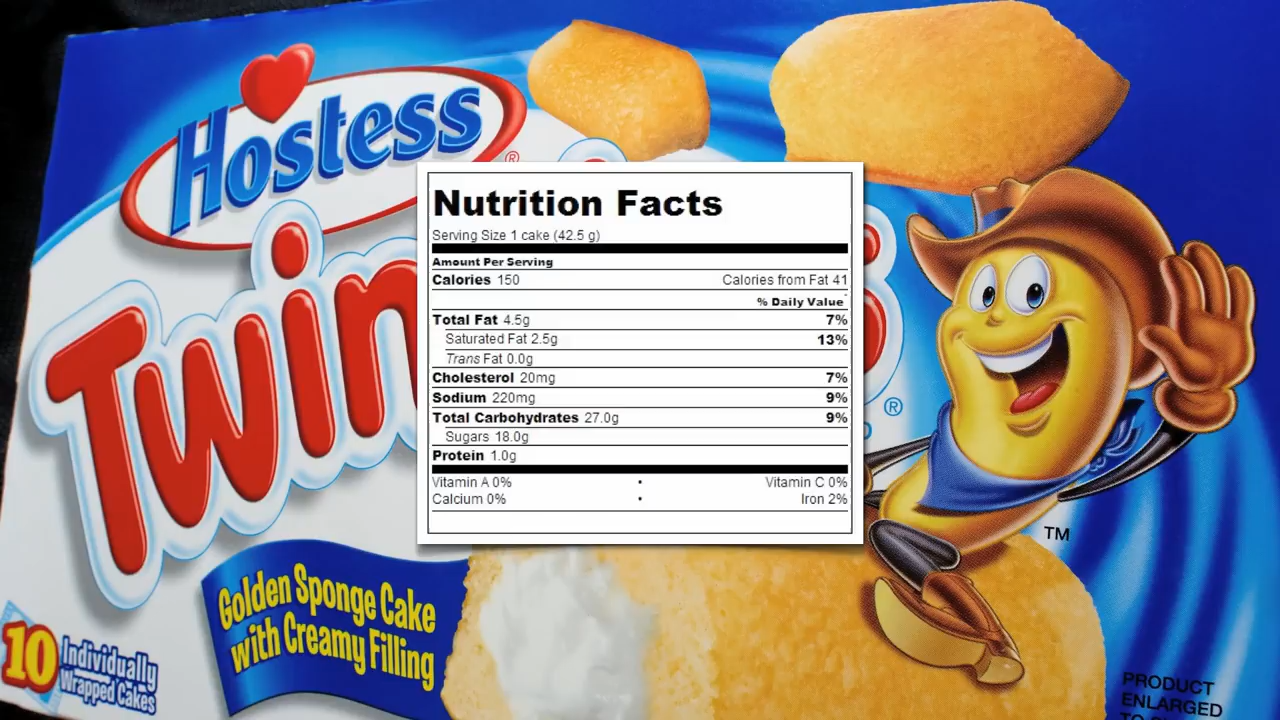 Hostess
®
Twin
®
Nutrition Facts
Serving Size 1 cake (42.5 g)
Amount Per Serving
Calories 150 Calories from Fat 41
% Daily Value*
Total Fat 4.5g 7%
Saturated Fat 2.5g 13%
Trans Fat 0.0g
Cholesterol 20mg 7%
Sodium 220mg 9%
Total Carbohydrates 27.0g 9%
Sugars 18.0g
Protein 1.0g
Vitamin A 0% • Vitamin C 0%
Calcium 0% • Iron 2%
TM
Golden Sponge Cake
with Creamy Filling
10 Individually
Wrapped Cakes
PRODUCT
ENLARGED